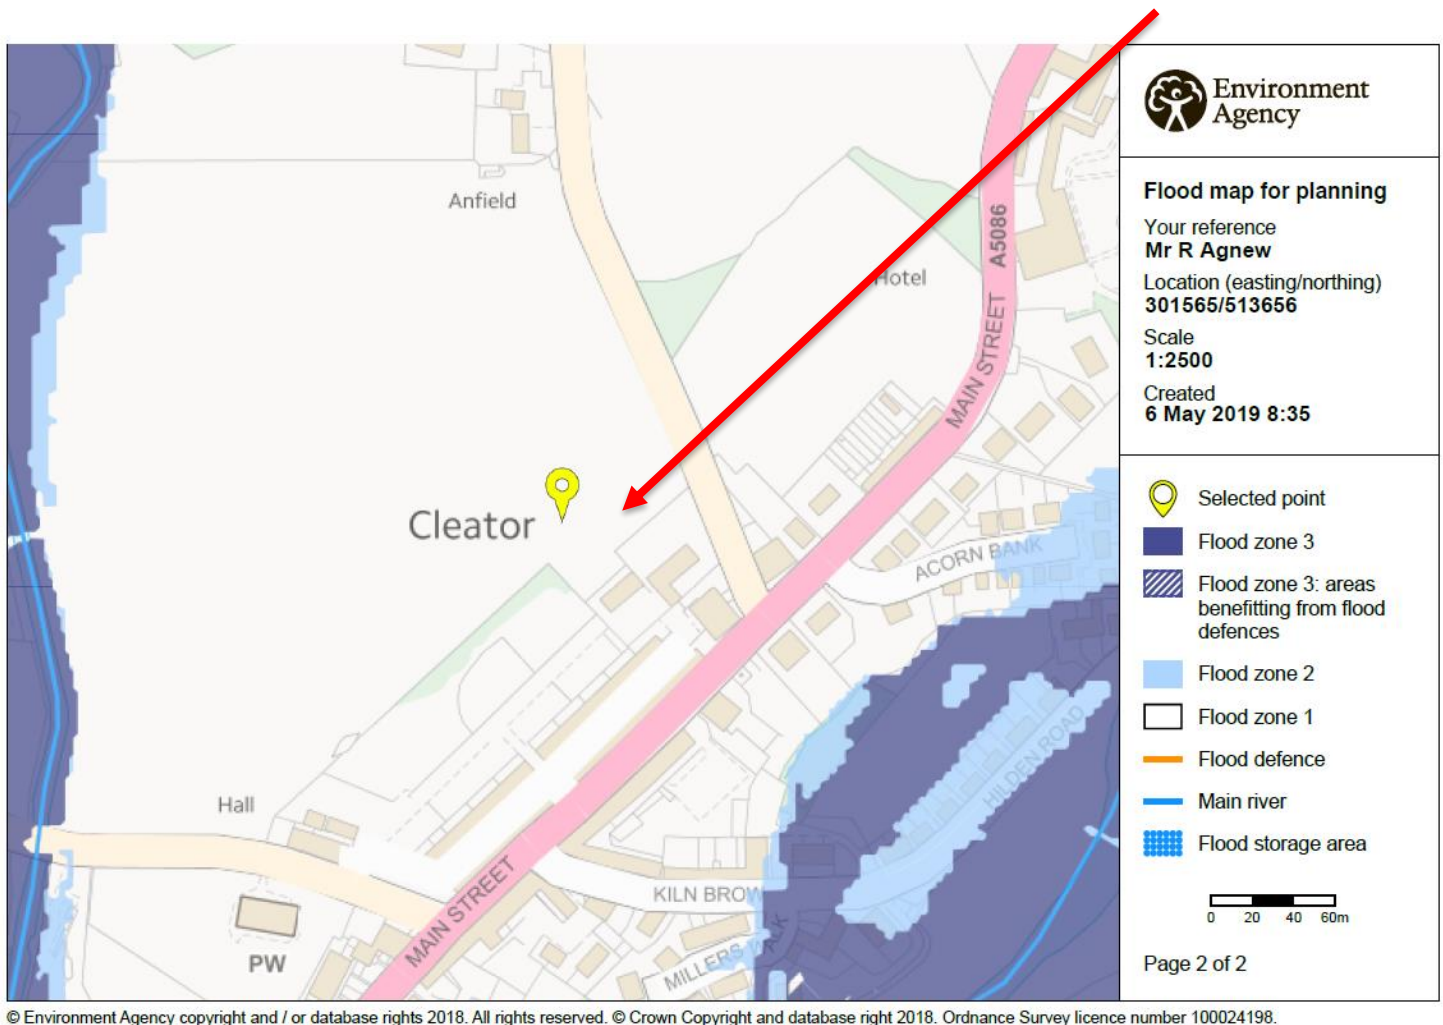 Anfield
Hotel
A5086
MAIN STREET
Cleator
ACORN BANK
HILDEN ROAD
Hall
KILN BROW
MAIN STREET
PW
MILLERS WALK
Environment
Agency
Flood map for planning
Your reference
Mr R Agnew
Location (easting/northing)
301565/513656
Scale
1:2500
Created
6 May 2019 8:35
Selected point
Flood zone 3
Flood zone 3: areas
benefitting from flood
defences
Flood zone 2
Flood zone 1
Flood defence
Main river
Flood storage area
0 20 40 60m
Page 2 of 2
© Environment Agency copyright and / or database rights 2018. All rights reserved. © Crown Copyright and database right 2018. Ordnance Survey licence number 100024198.